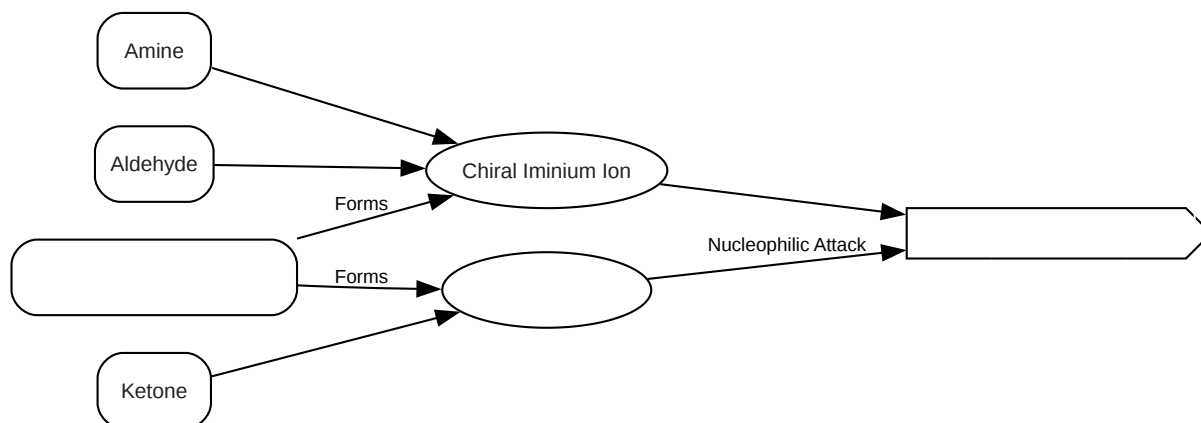 Amine
Aldehyde
Chiral Iminium Ion
Forms
Nucleophilic Attack
Forms
Ketone